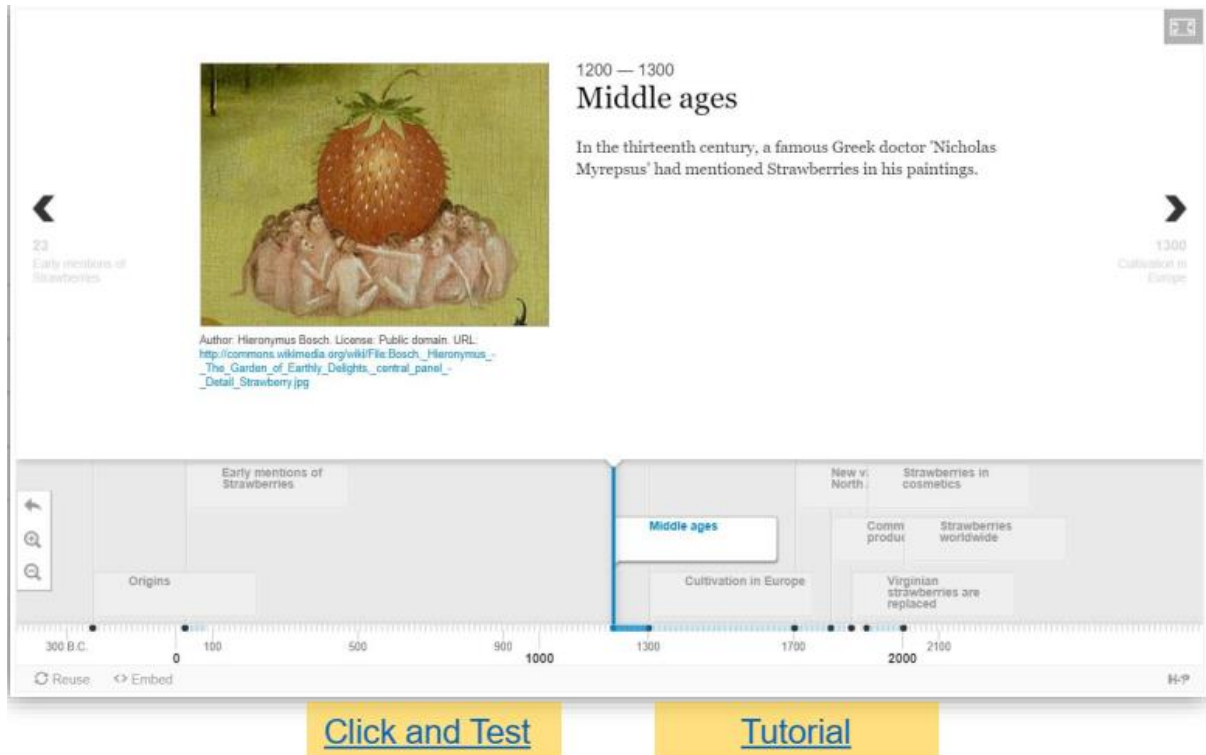 1200 — 1300
Middle ages
In the thirteenth century, a famous Greek doctor 'Nicholas
Myrepsus' had mentioned Strawberries in his paintings.
23
Early mentions of
Strawberries
1300
Cultivation in
Europe
Author: Hieronymus Bosch. License: Public domain. URL:
http://commons.wikimedia.org/wiki/File:Bosch,_Hieronymus_-
_The_Garden_of_Earthly_Delights,_central_panel_-
_Detail_Strawberry.jpg
Early mentions of
Strawberries
New v
North
Strawberries in
cosmetics
Middle ages
Comm
produc
Strawberries
worldwide
Origins
Cultivation in Europe
Virginian
strawberries are
replaced
300 B.C.
0
100
500
900
1000
1300
1700
2000
2100
Reuse
<> Embed
H-P
Click and Test
Tutorial